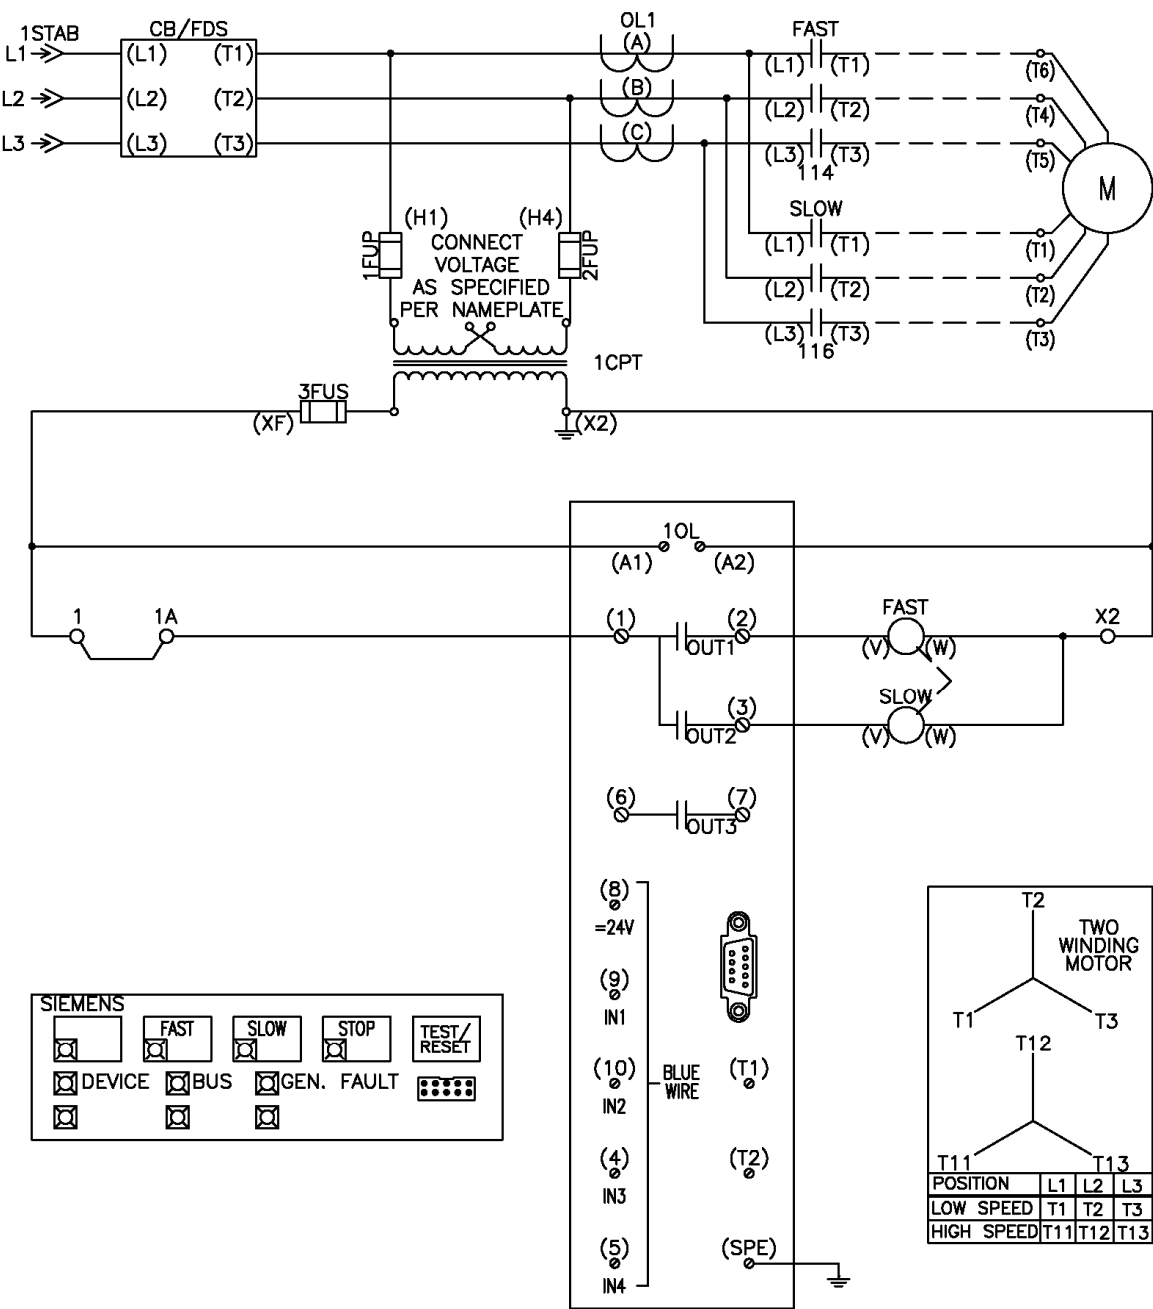 1STAB
CB/FDS
OL1
FAST
L1
(L1)
(T1)
(A)
(L1)
(T1)
(T6)
L2
(L2)
(T2)
(B)
(L2)
(T2)
(T4)
L3
(L3)
(T3)
(C)
(L3)
(T3)
(T5)
114
M
SLOW
(L1)
(T1)
(T1)
(L2)
(T2)
(T2)
(L3)
(T3)
(T3)
116
(H1)
(H4)
1FUP
2FUP
CONNECT
VOLTAGE
AS SPECIFIED
PER NAMEPLATE
1CPT
3FUS
(XF)
(X2)
1OL
(A1)
(A2)
1
1A
(1)
(2)
OUT1
FAST
(V)
(W)
X2
(3)
OUT2
SLOW
(V)
(W)
(6)
(7)
OUT3
(8)
=24V
(9)
IN1
(10)
IN2
BLUE
WIRE
(4)
IN3
(5)
IN4
(T1)
(T2)
(SPE)
SIEMENS
FAST
SLOW
STOP
TEST/
RESET
DEVICE
BUS
GEN. FAULT
T2
TWO
WINDING
MOTOR
T1
T3
T12
T11
T13
POSITION L1 L2 L3
LOW SPEED T1 T2 T3
HIGH SPEED T11 T12 T13